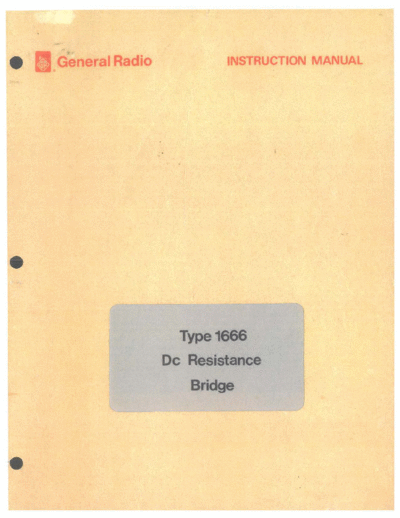 General Radio
INSTRUCTION MANUAL
Type 1666
Dc Resistance
Bridge